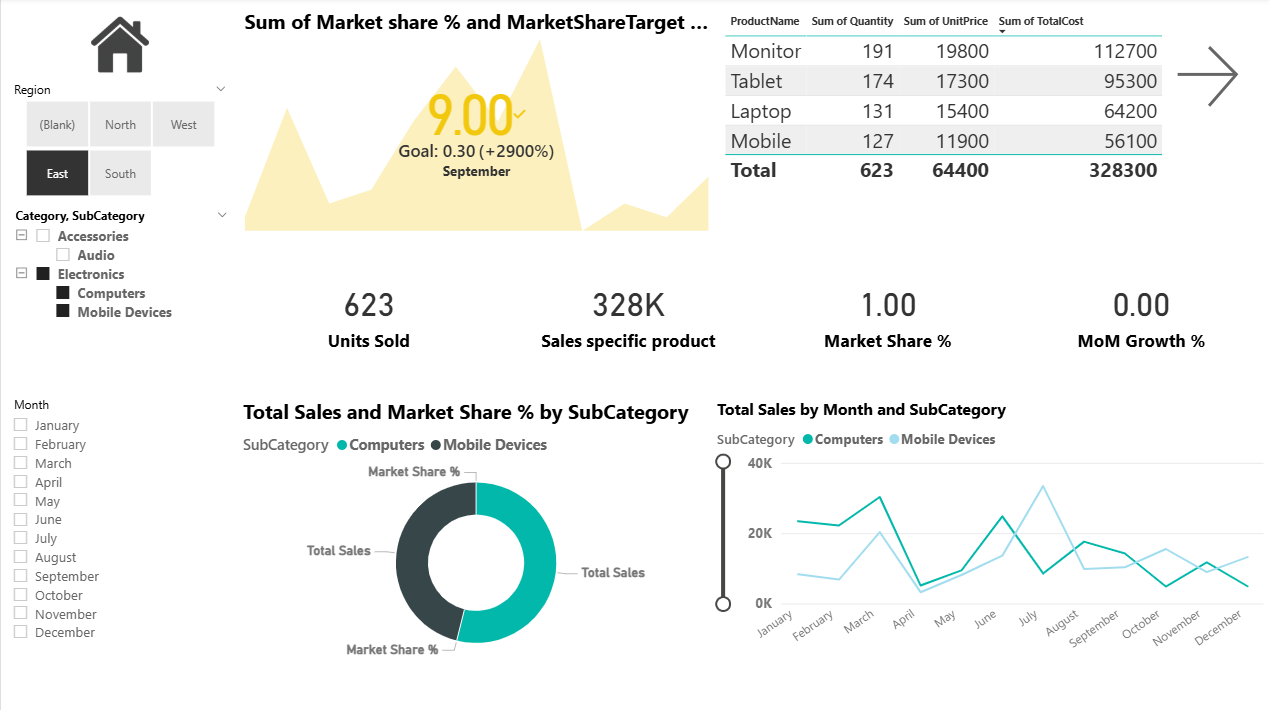 Region
(Blank) North West
East South
Category, SubCategory
Accessories
Audio
Electronics
Computers
Mobile Devices
Month
January
February
March
April
May
June
July
August
September
October
November
December
Sum of Market share % and MarketShareTarget ...
9.00
Goal: 0.30 (+2900%)
September
ProductName Sum of Quantity Sum of UnitPrice Sum of TotalCost
Monitor 191 19800 112700
Tablet 174 17300 95300
Laptop 131 15400 64200
Mobile 127 11900 56100
Total 623 64400 328300
623
Units Sold
328K
Sales specific product
1.00
Market Share %
0.00
MoM Growth %
Total Sales and Market Share % by SubCategory
SubCategory Computers Mobile Devices
Market Share %
Total Sales
Total Sales
Market Share %
Total Sales by Month and SubCategory
SubCategory Computers Mobile Devices
40K
20K
0K
January February March April May June July August September October November December